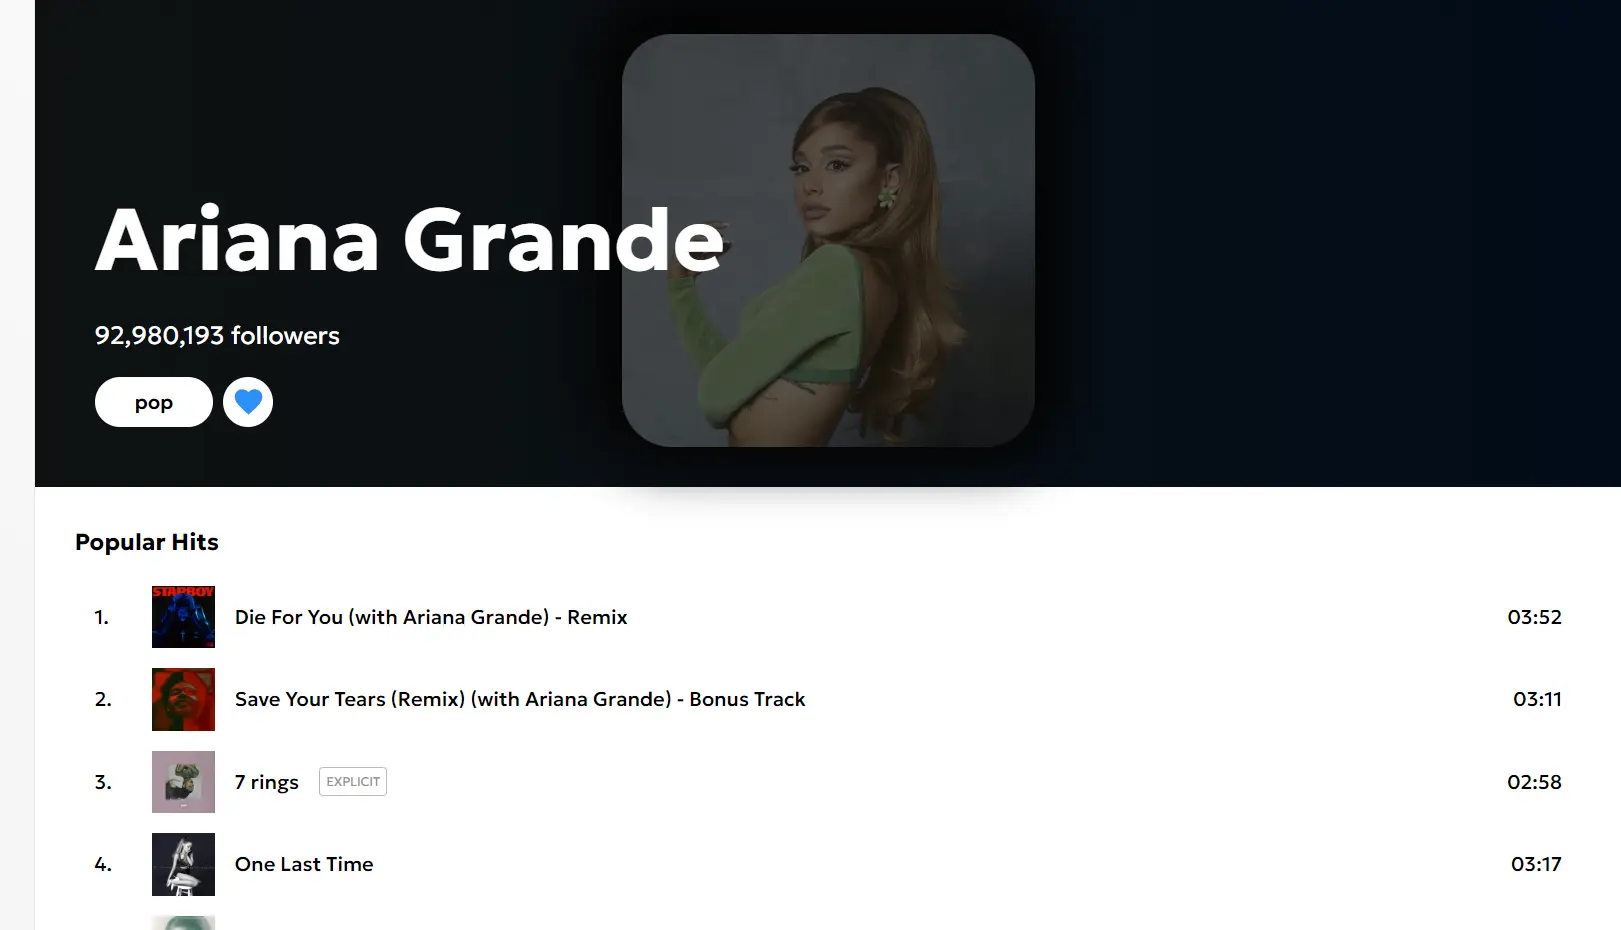 Ariana Grande
92,980,193 followers
pop
Popular Hits
1.
STARBOY
Die For You (with Ariana Grande) - Remix
03:52
2.
Save Your Tears (Remix) (with Ariana Grande) - Bonus Track
03:11
3.
7 rings
EXPLICIT
02:58
4.
One Last Time
03:17